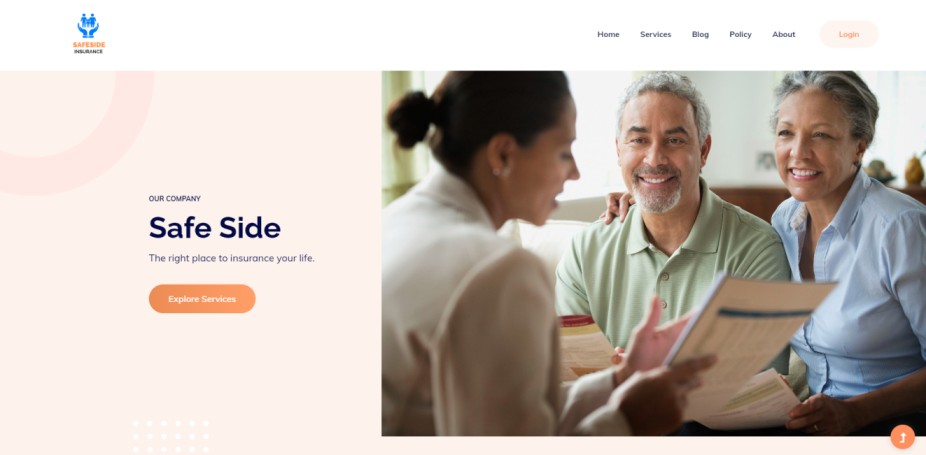 SAFESIDE
INSURANCE
Home Services Blog Policy About Login
OUR COMPANY
Safe Side
The right place to insurance your life.
Explore Services